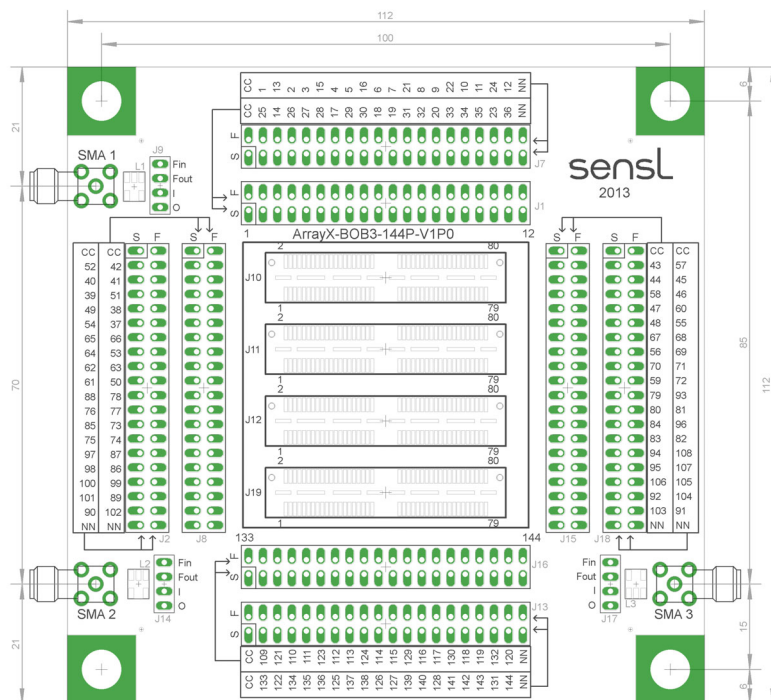 112
100
21
6
CC 1 13 2 3 15 4 5 16 6 7 21 8 9 22 10 11 24 12 NN
CC 25 14 26 27 28 17 29 30 18 19 31 32 20 33 34 35 23 36 NN
F
S
J7
F
S
J1
SMA 1
L1
J9
Fin
Fout
I
O
sensL
2013
1 ArrayX-BOB3-144P-V1P0 12
S F
S F
S F
S F
CC CC
52 42
40 41
39 51
49 38
54 37
65 66
64 53
62 63
61 50
88 78
76 77
85 73
75 74
97 87
98 86
100 99
101 89
90 102
NN NN
J2
J8
2 80
J10
1 79
2 80
J11
1 79
2 80
J12
1 79
2 80
J19
1 79
CC CC
43 57
44 45
58 46
47 60
48 55
67 68
56 69
70 71
59 72
79 93
80 81
84 96
83 82
94 108
95 107
106 105
92 104
103 91
NN NN
J15
J18
70
85
112
133 144
F
S
J16
F
S
J13
L2
Fin
Fout
I
O
J14
SMA 2
Fin
Fout
I
O
J17
L3
SMA 3
CC 109 121 110 111 123 112 113 124 114 115 129 116 117 130 118 119 132 120 NN
CC 133 122 134 135 136 125 137 138 126 127 139 140 128 141 142 143 131 144 NN
21
15
6